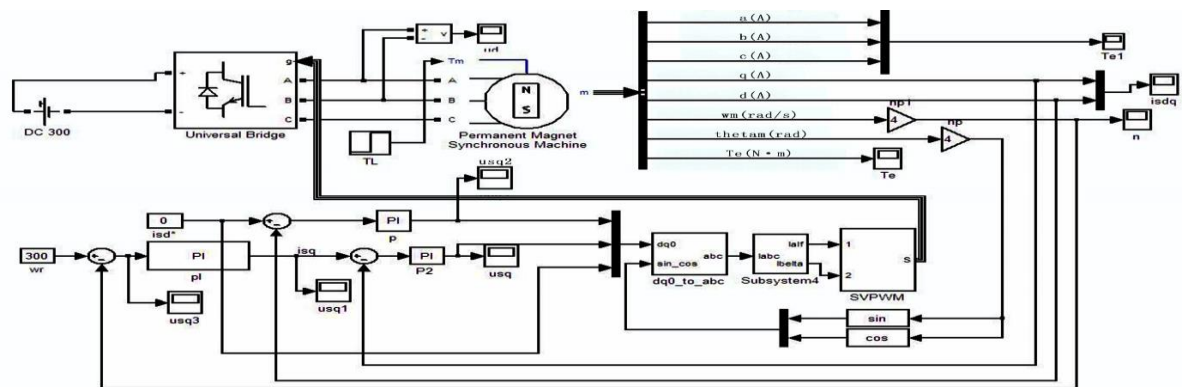 a(A)
b(A)
c(A)
q(A)
d(A)
wm(rad/s)
thetam(rad)
Te(N·m)
+
-
v
ud
g
Tm
+
-
A
B
C
A
B
C
N
S
m
DC 300
Universal Bridge
TL
Permanent Magnet
Synchronous Machine
Te1
isdq
np1
4
n
np
4
Te
usq2
0
isd*
PI
p
300
wr
PI
pI
isq
PI
P2
usq
usq1
usq3
dq0
sin_cos
abc
dq0_to_abc
Iabc
Ialf
Ibelta
Subsystem4
1
2
S
SVPWM
sin
cos